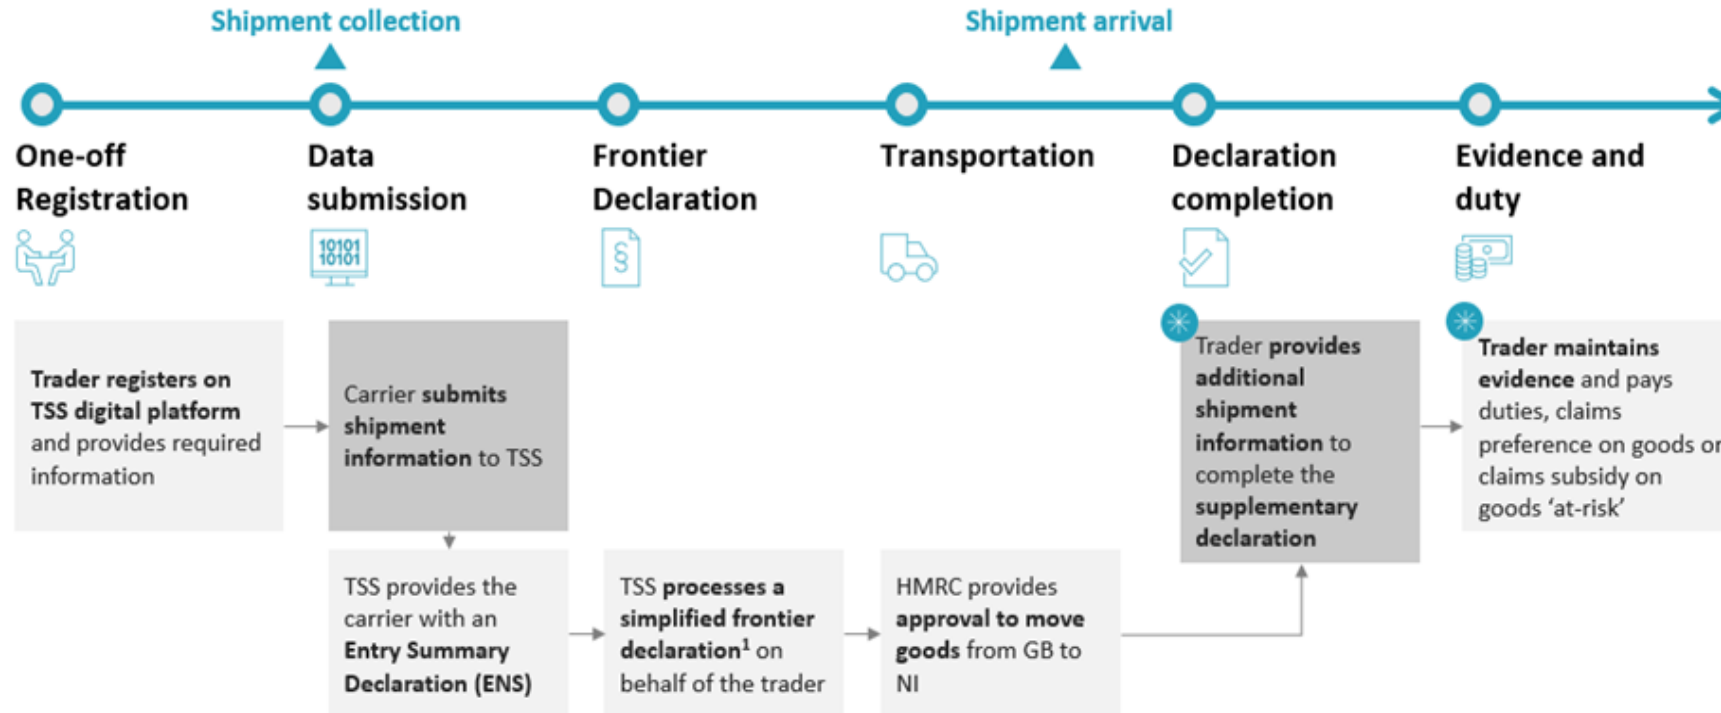 Shipment collection
Shipment arrival
One-off
Registration
Data
submission
Frontier
Declaration
Transportation
Declaration
completion
Evidence and
duty
10101
10101
§
Trader registers on
TSS digital platform
and provides required
information
Carrier submits
shipment
information to TSS
TSS provides the
carrier with an
Entry Summary
Declaration (ENS)
TSS processes a
simplified frontier
declaration¹ on
behalf of the trader
HMRC provides
approval to move
goods from GB to
NI
Trader provides
additional
shipment
information to
complete the
supplementary
declaration
Trader maintains
evidence and pays
duties, claims
preference on goods or
claims subsidy on
goods ‘at-risk’